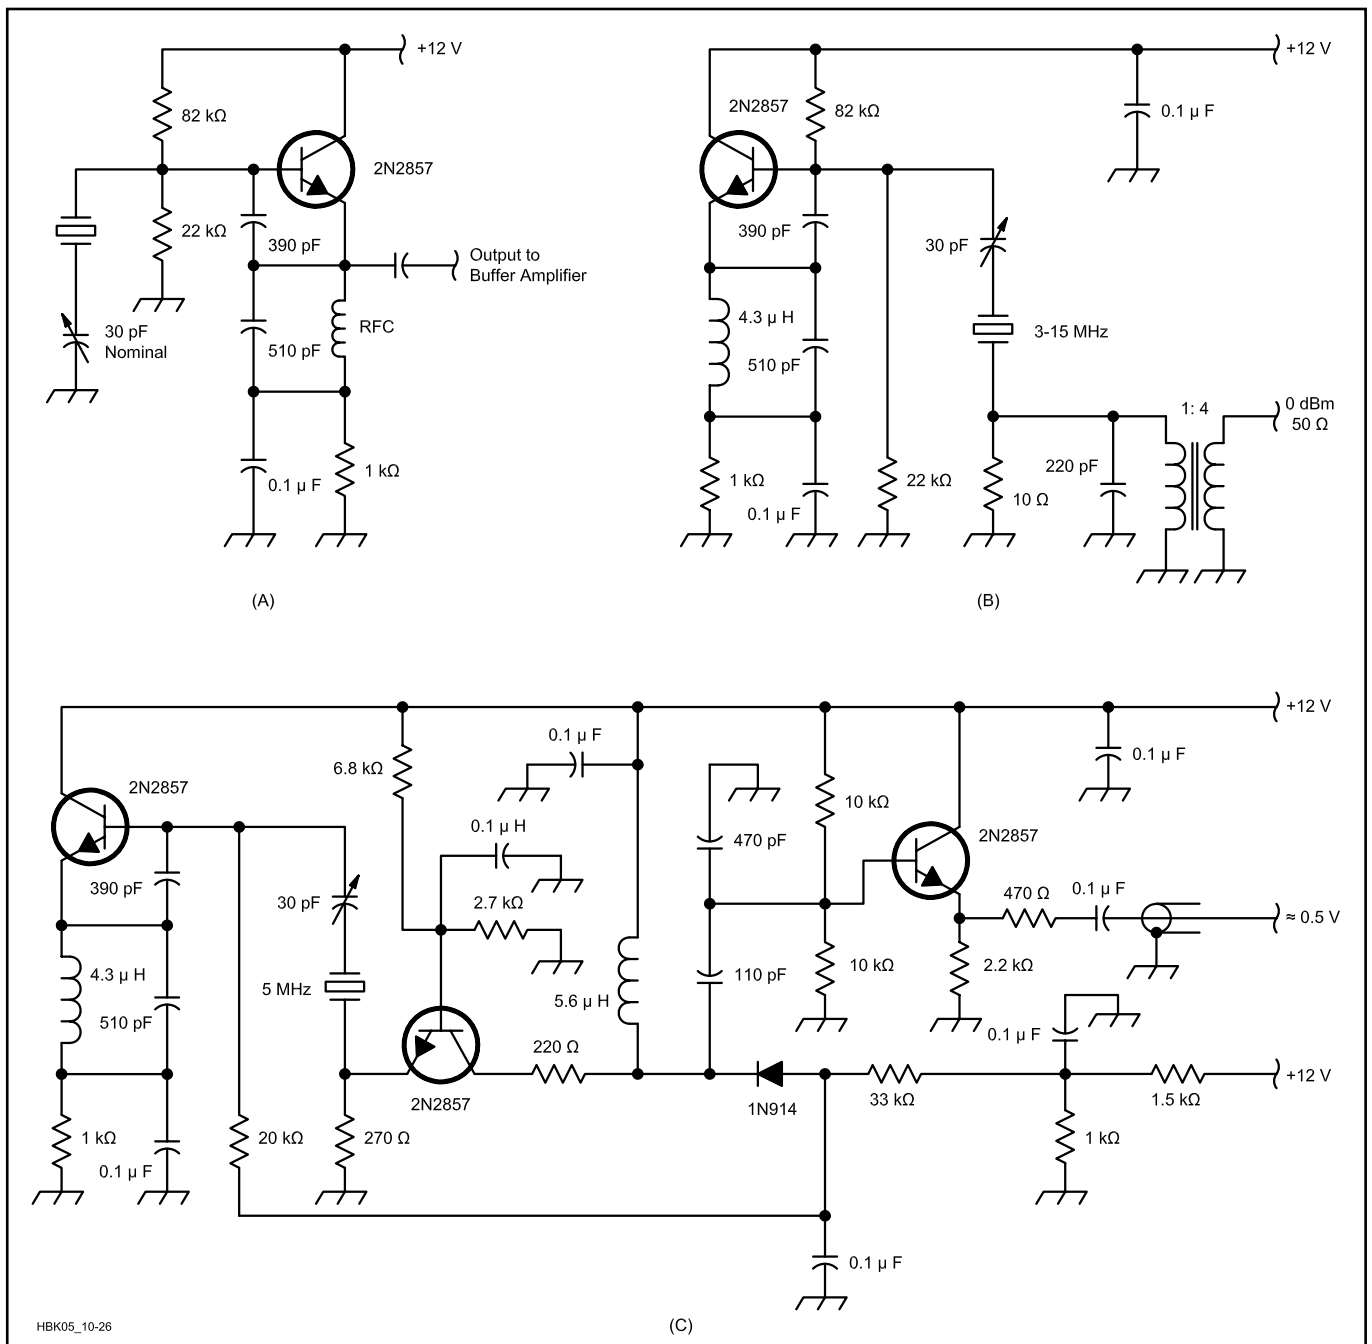 +12 V
82 kΩ
2N2857
22 kΩ
390 pF
Output to
Buffer Amplifier
30 pF
Nominal
510 pF
RFC
0.1 µ F
1 kΩ
(A)
+12 V
2N2857
82 kΩ
0.1 µ F
390 pF
30 pF
4.3 µ H
510 pF
3-15 MHz
1: 4
0 dBm
50 Ω
1 kΩ
0.1 µ F
22 kΩ
10 Ω
220 pF
(B)
+12 V
0.1 µ F
6.8 kΩ
0.1 µ F
2N2857
10 kΩ
0.1 µ H
470 pF
2N2857
390 pF
30 pF
2.7 kΩ
470 Ω
0.1 µ F
≈ 0.5 V
4.3 µ H
510 pF
5 MHz
5.6 µ H
110 pF
10 kΩ
2.2 kΩ
0.1 µ F
220 Ω
2N2857
1N914
33 kΩ
1.5 kΩ
+12 V
1 kΩ
0.1 µ F
20 kΩ
270 Ω
1 kΩ
0.1 µ F
HBK05_10-26
(C)